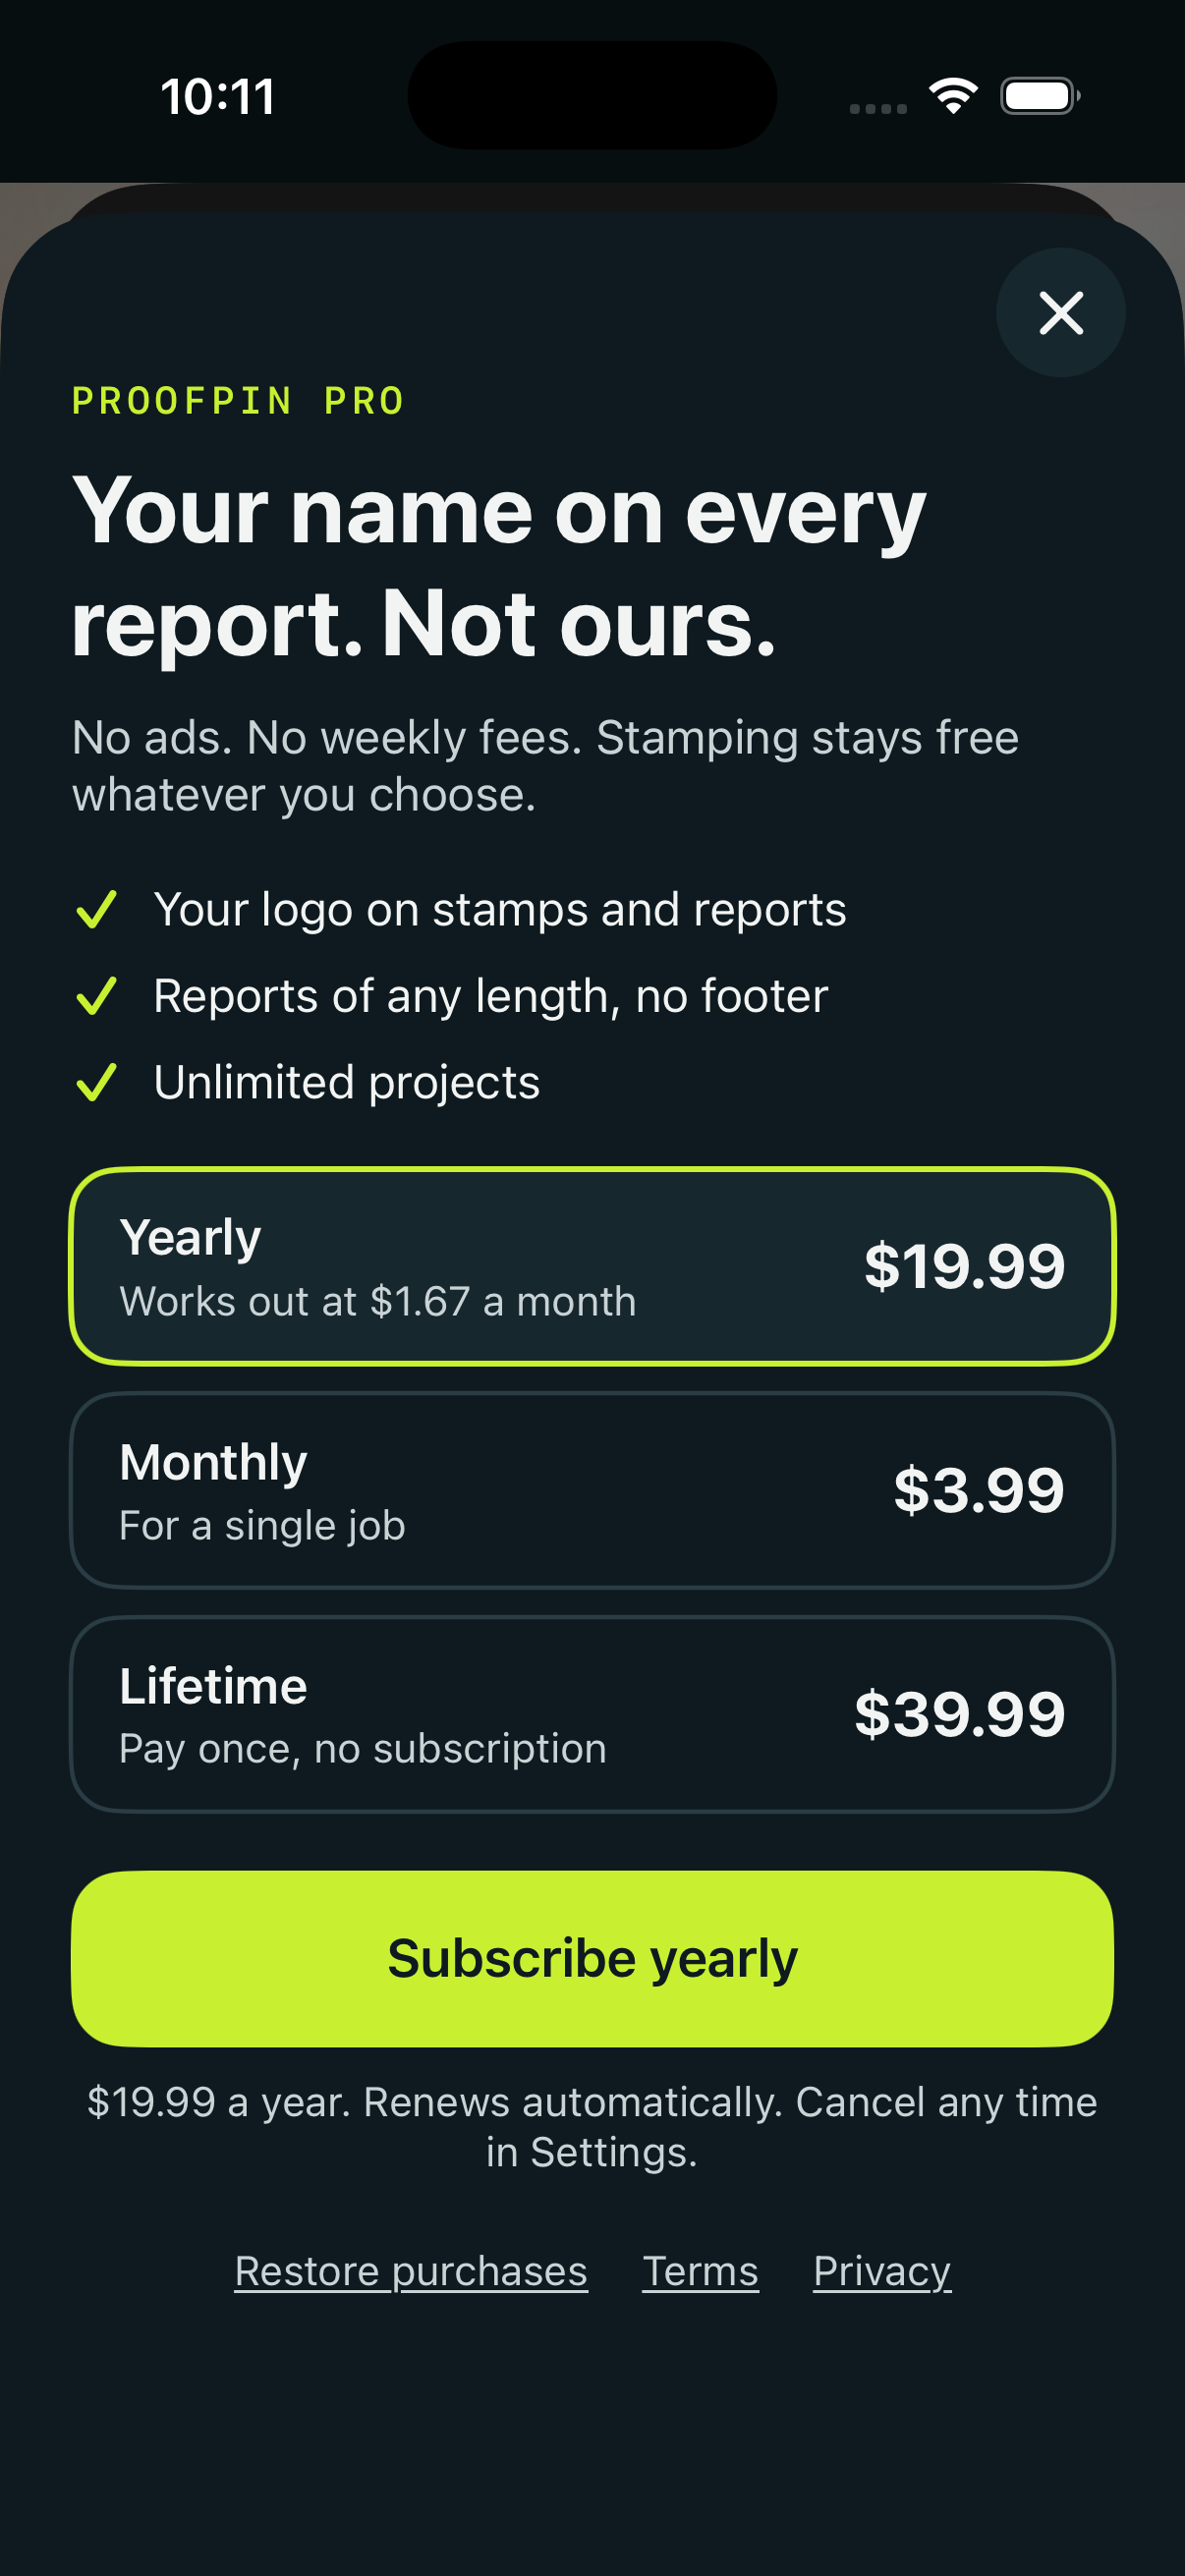 10:11
PROOFPIN PRO
Your name on every
report. Not ours.
No ads. No weekly fees. Stamping stays free
whatever you choose.
Your logo on stamps and reports
Reports of any length, no footer
Unlimited projects
Yearly
Works out at $1.67 a month
$19.99
Monthly
For a single job
$3.99
Lifetime
Pay once, no subscription
$39.99
Subscribe yearly
$19.99 a year. Renews automatically. Cancel any time
in Settings.
Restore purchases Terms Privacy